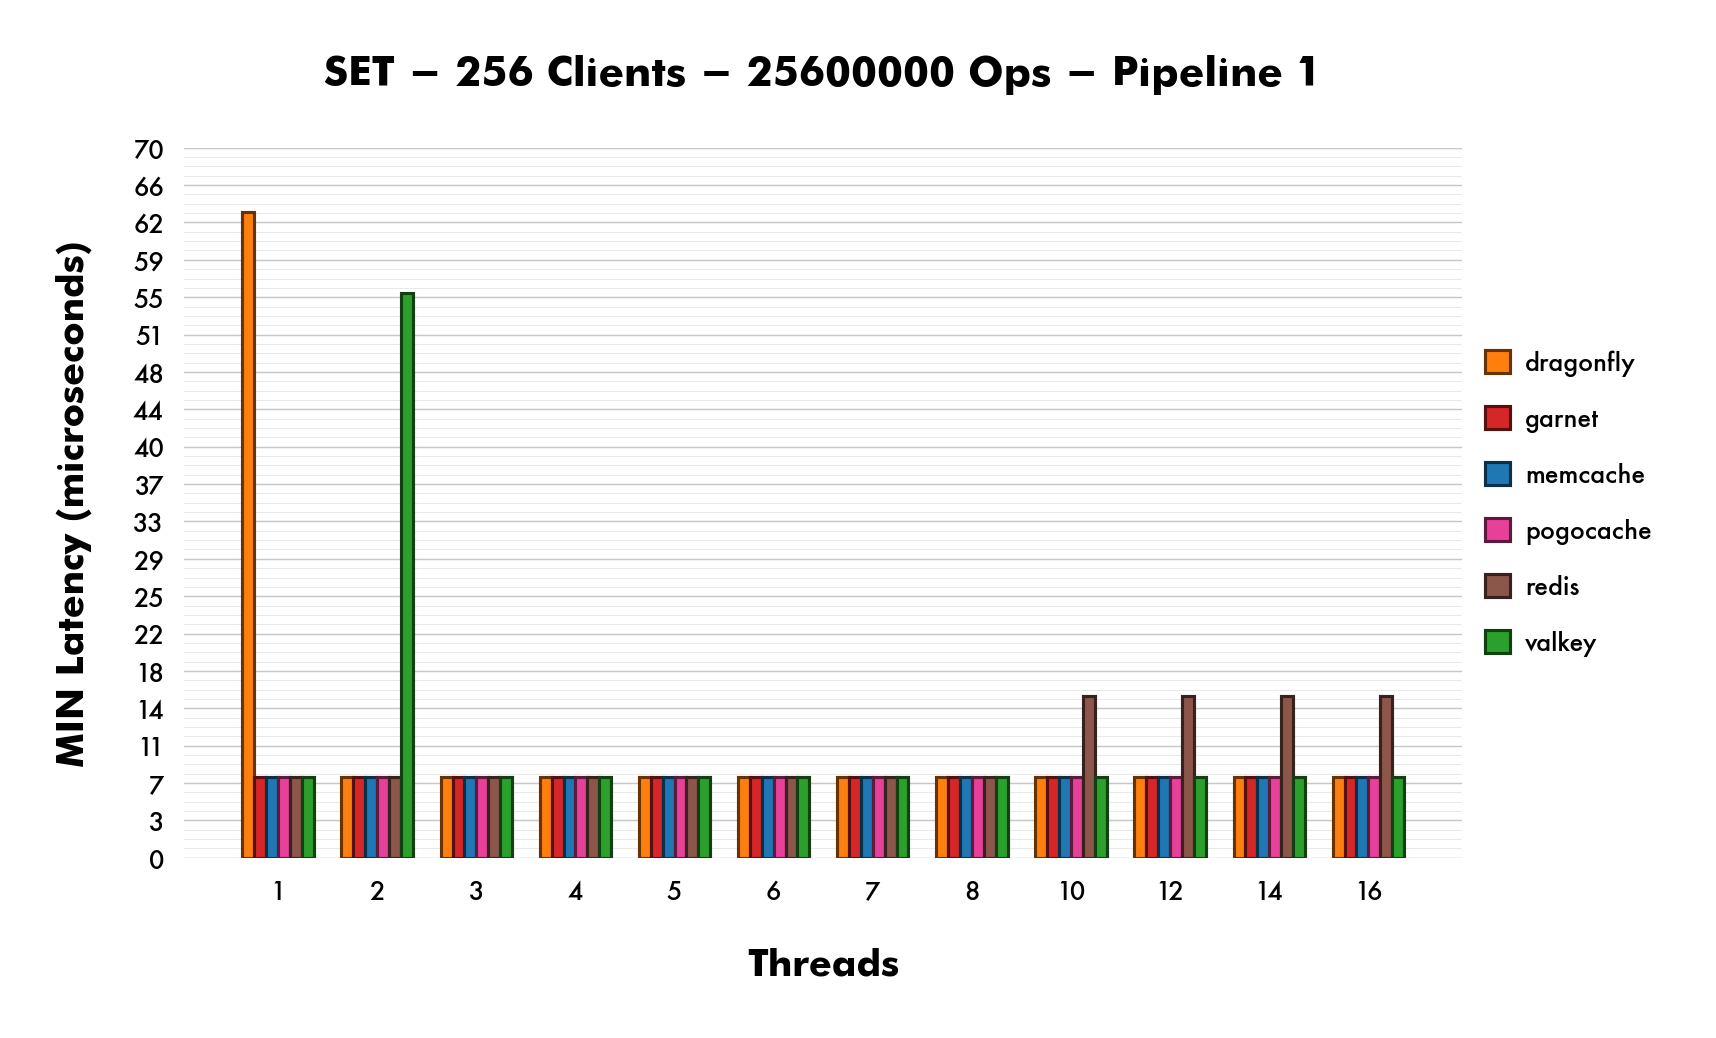 SET – 256 Clients – 25600000 Ops – Pipeline 1
MIN Latency (microseconds)
70
66
62
59
55
51
48
44
40
37
33
29
25
22
18
14
11
7
3
0
1 2 3 4 5 6 7 8 10 12 14 16
Threads
dragonfly
garnet
memcache
pogocache
redis
valkey